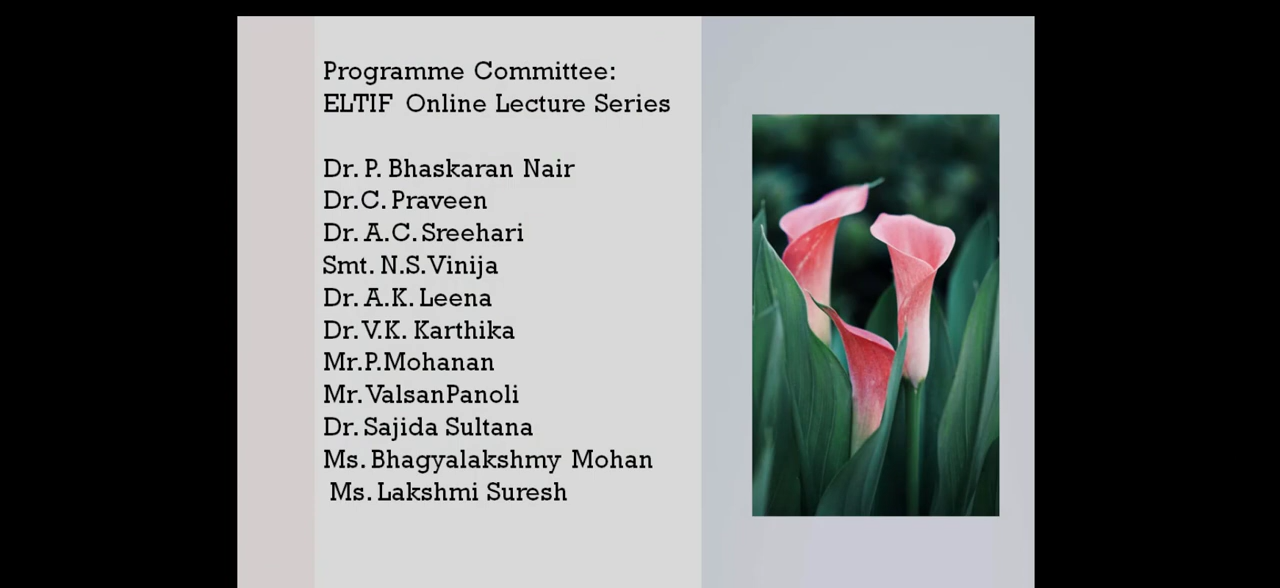 Programme Committee:
ELTIF Online Lecture Series
Dr. P. Bhaskaran Nair
Dr.C. Praveen
Dr. A.C. Sreehari
Smt. N.S.Vinija
Dr. A.K. Leena
Dr.V.K. Karthika
Mr.P.Mohanan
Mr.ValsanPanoli
Dr. Sajida Sultana
Ms. Bhagyalakshmy Mohan
Ms. Lakshmi Suresh